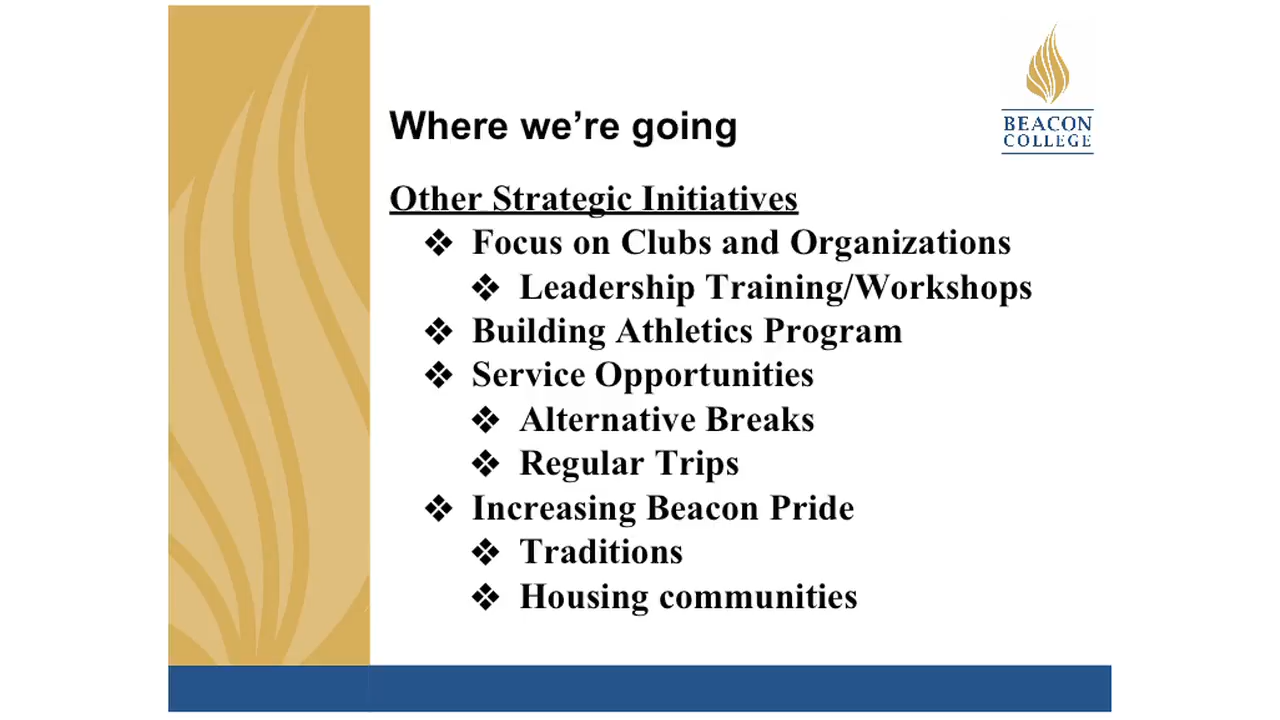 BEACON
COLLEGE
Where we’re going
Other Strategic Initiatives
❖ Focus on Clubs and Organizations
❖ Leadership Training/Workshops
❖ Building Athletics Program
❖ Service Opportunities
❖ Alternative Breaks
❖ Regular Trips
❖ Increasing Beacon Pride
❖ Traditions
❖ Housing communities